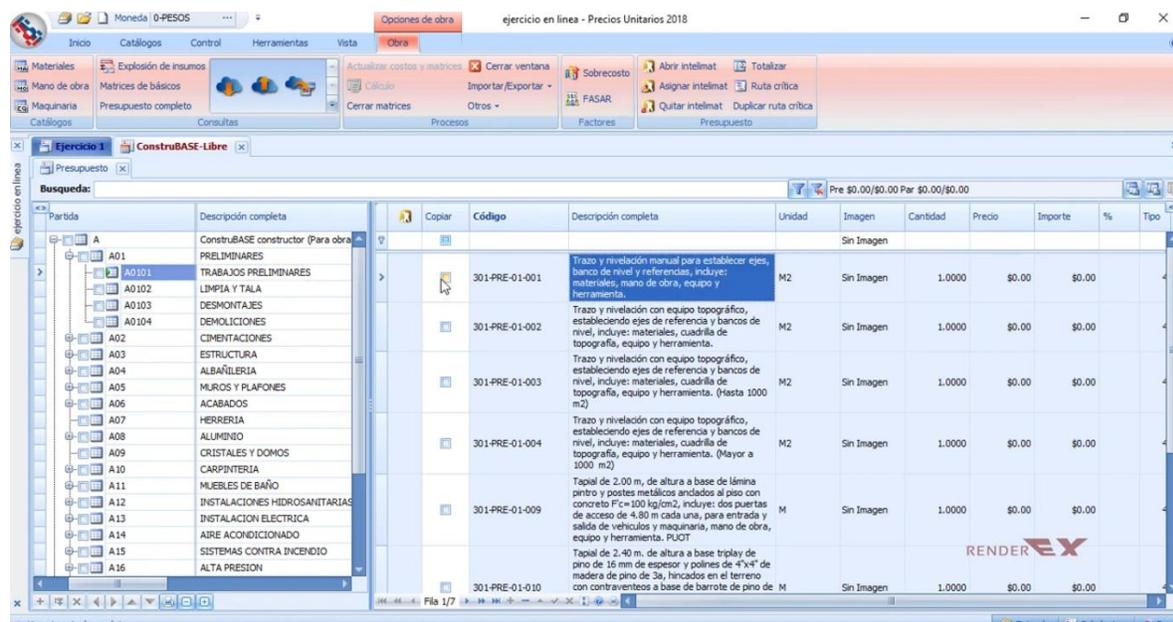 Moneda 0-PESOS ...
Opciones de obra
ejercicio en linea - Precios Unitarios 2018
Inicio Catálogos Control Herramientas Vista Obra
Materiales Explosión de insumos Actualizar costos y matrices Cerrar ventana Sobrecosto Abrir intelimat Totalizar
Mano de obra Matrices de básicos Cálculo Importar/Exportar Asignar intelimat Ruta crítica
Maquinaria Presupuesto completo Cerrar matrices Otros FASAR Quitar intelimat Duplicar ruta crítica
Catálogos Consultas Procesos Factores Presupuesto
Ejercicio 1 ConstruBASE-Libre
ejercicio en linea
Presupuesto
Busqueda: Pre $0.00/$0.00 Par $0.00/$0.00
Partida Descripción completa
A ConstruBASE constructor (Para obra
A01 PRELIMINARES
A0101 TRABAJOS PRELIMINARES
A0102 LIMPIA Y TALA
A0103 DESMONTAJES
A0104 DEMOLICIONES
A02 CIMENTACIONES
A03 ESTRUCTURA
A04 ALBAÑILERIA
A05 MUROS Y PLAFONES
A06 ACABADOS
A07 HERRERIA
A08 ALUMINIO
A09 CRISTALES Y DOMOS
A10 CARPINTERIA
A11 MUEBLES DE BAÑO
A12 INSTALACIONES HIDROSANITARIAS
A13 INSTALACION ELECTRICA
A14 AIRE ACONDICIONADO
A15 SISTEMAS CONTRA INCENDIO
A16 ALTA PRESION
Copiar Código Descripción completa Unidad Imagen Cantidad Precio Importe % Tipo
Sin Imagen
301-PRE-01-001
Trazo y nivelación manual para establecer ejes,
banco de nivel y referencias, incluye:
materiales, mano de obra, equipo y
herramienta.
M2 Sin Imagen 1.0000 $0.00 $0.00
301-PRE-01-002
Trazo y nivelación con equipo topográfico,
estableciendo ejes de referencia y bancos de
nivel, incluye: materiales, cuadrilla de
topografía, equipo y herramienta.
M2 Sin Imagen 1.0000 $0.00 $0.00
301-PRE-01-003
Trazo y nivelación con equipo topográfico,
estableciendo ejes de referencia y bancos de
nivel, incluye: materiales, cuadrilla de
topografía, equipo y herramienta. (Hasta 1000
m2)
M2 Sin Imagen 1.0000 $0.00 $0.00
301-PRE-01-004
Trazo y nivelación con equipo topográfico,
estableciendo ejes de referencia y bancos de
nivel, incluye: materiales, cuadrilla de
topografía, equipo y herramienta. (Mayor a
1000 m2)
M2 Sin Imagen 1.0000 $0.00 $0.00
301-PRE-01-009
Tapial de 2.00 m, de altura a base de lámina
pintro y postes metálicos anclados al piso con
concreto F'c=100 kg/cm2, incluye: dos puertas
de acceso de 4.80 m cada una, para entrada y
salida de vehiculos y maquinaria, mano de obra,
equipo y herramienta. PUOT
M Sin Imagen 1.0000 $0.00 $0.00
301-PRE-01-010
Tapial de 2.40 m. de altura a base triplay de
pino de 16 mm de espesor y polines de 4"x4" de
madera de pino de 3a, hincados en el terreno
con contraventeos a base de barrote de pino de
M Sin Imagen 1.0000 $0.00 $0.00
RENDER EX
Fila 1/7